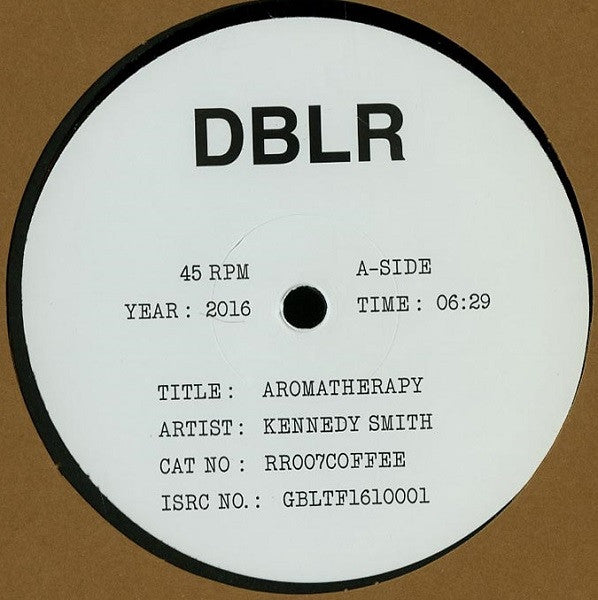 DBLR
45 RPM
A-SIDE
YEAR: 2016
TIME: 06:29
TITLE: AROMATHERAPY
ARTIST: KENNEDY SMITH
CAT NO: RR007COFFEE
ISRC NO.: GBLTF1610001